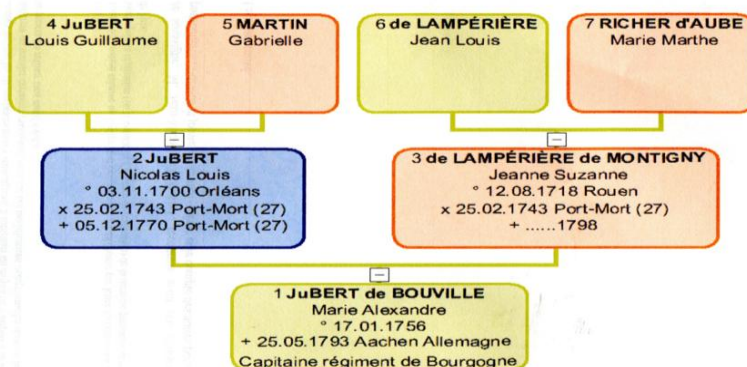 4 JuBERT
Louis Guillaume
5 MARTIN
Gabrielle
6 de LAMPÉRIÈRE
Jean Louis
7 RICHER d'AUBE
Marie Marthe
2 JuBERT
Nicolas Louis
° 03.11.1700 Orléans
x 25.02.1743 Port-Mort (27)
+ 05.12.1770 Port-Mort (27)
3 de LAMPÉRIÈRE de MONTIGNY
Jeanne Suzanne
° 12.08.1718 Rouen
x 25.02.1743 Port-Mort (27)
+ ......1798
1 JuBERT de BOUVILLE
Marie Alexandre
° 17.01.1756
+ 25.05.1793 Aachen Allemagne
Capitaine régiment de Bourgogne